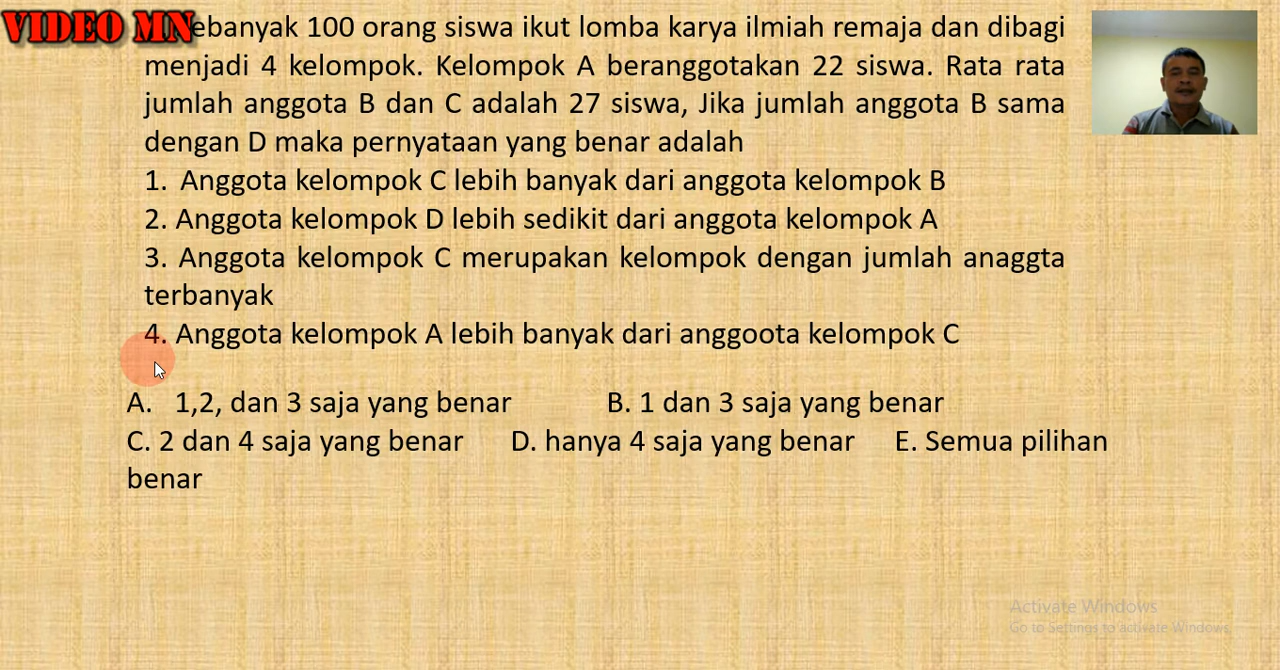 VIDEO MN
ebanyak 100 orang siswa ikut lomba karya ilmiah remaja dan dibagi
menjadi 4 kelompok. Kelompok A beranggotakan 22 siswa. Rata rata
jumlah anggota B dan C adalah 27 siswa, Jika jumlah anggota B sama
dengan D maka pernyataan yang benar adalah
1. Anggota kelompok C lebih banyak dari anggota kelompok B
2. Anggota kelompok D lebih sedikit dari anggota kelompok A
3. Anggota kelompok C merupakan kelompok dengan jumlah anaggta
terbanyak
4. Anggota kelompok A lebih banyak dari anggoota kelompok C
A. 1,2, dan 3 saja yang benar B. 1 dan 3 saja yang benar
C. 2 dan 4 saja yang benar D. hanya 4 saja yang benar E. Semua pilihan
benar
Activate Windows
Go to Settings to activate Windows.